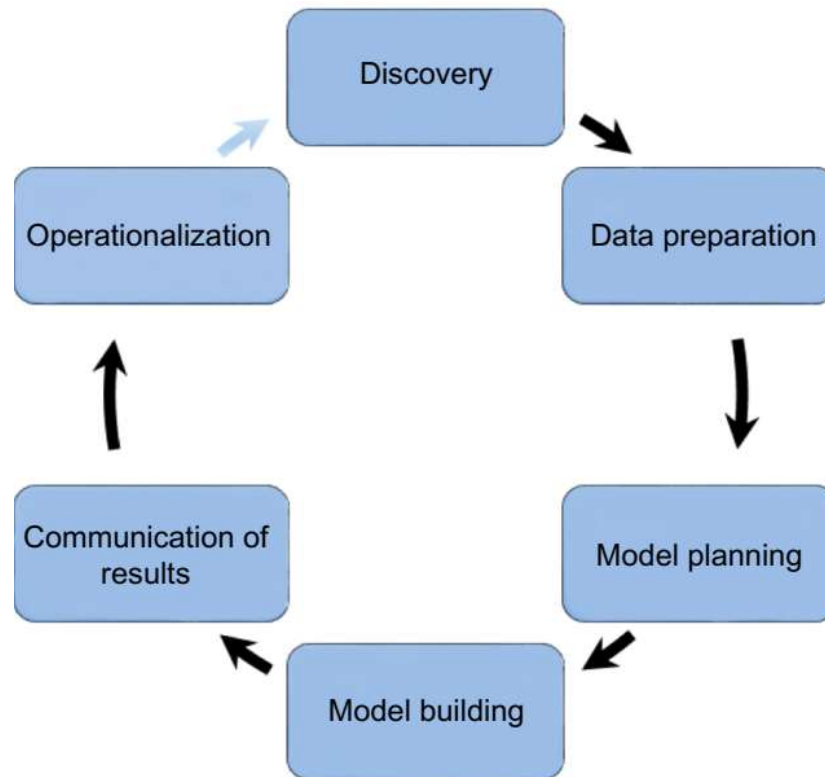 Discovery
Data preparation
Model planning
Model building
Communication of
results
Operationalization